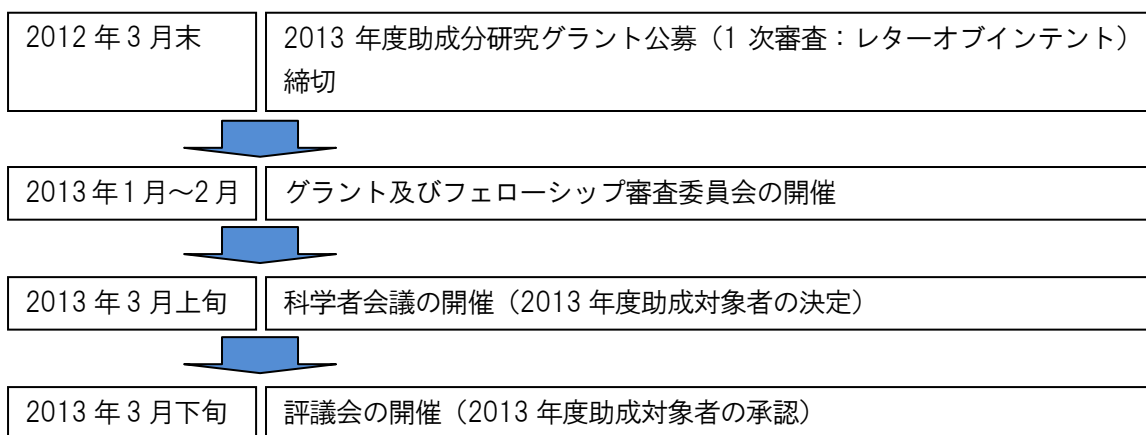 2012 年 3 月末
2013 年度助成分研究グラント公募（1 次審査：レターオブインテント）
締切
2013 年 1 月～2 月
グラント及びフェローシップ審査委員会の開催
2013 年 3 月上旬
科学者会議の開催（2013 年度助成対象者の決定）
2013 年 3 月下旬
評議会の開催（2013 年度助成対象者の承認）